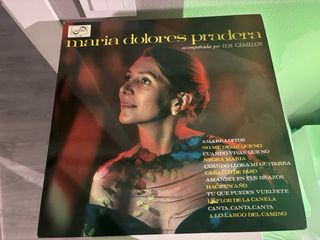 maria dolores pradera
acompañada por LOS GEMELOS
AMARRADITOS
NO ME DIGAS QUE NO
CUANDO VIVAS QUE NO
NEGRA MARIA
CUANDO LLORA MI GUITARRA
CABALLO DE PASO
AMANECI EN TUS BRAZOS
HACE UN AÑO
TU QUE PUEDES VUELVETE
LA FLOR DE LA CANELA
CANTA, CANTA, CANTA
A LO LARGO DEL CAMINO